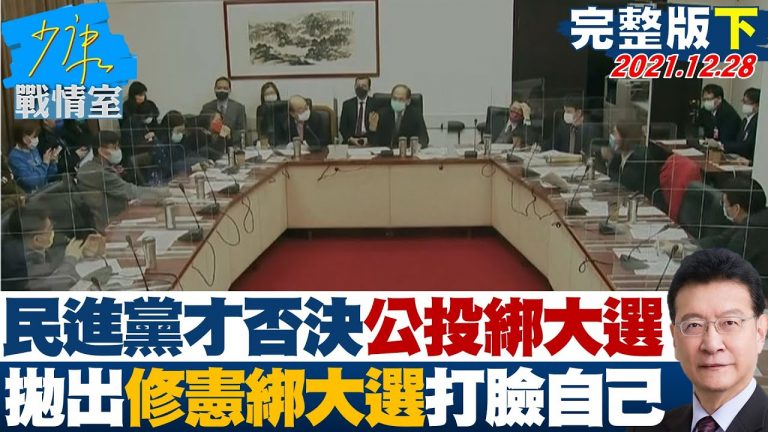 少康
戰情室
完整版下
2021.12.28
民進黨才否決公投綁大選
拋出修憲綁大選打臉自己